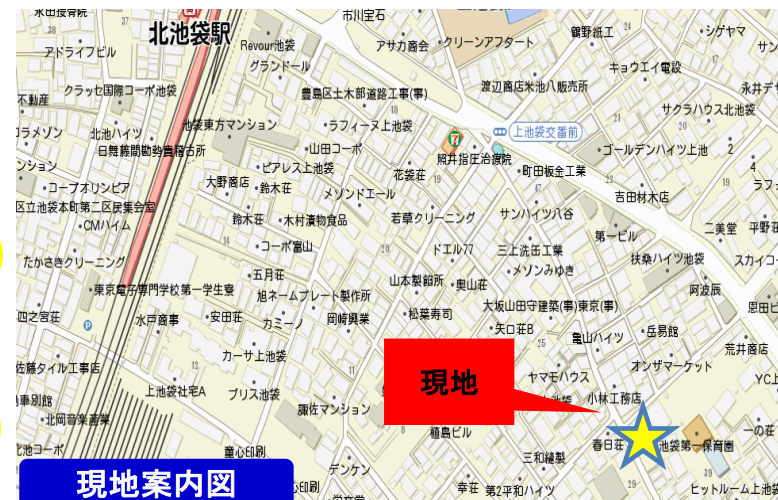 市川宝石
鶴野紙工
シゲヤマ
北池袋駅
Revour池袋
アサカ商会
クリーンアフタート
アドライフビル
グランドール
キョウエイ電設
クラッセ国際コーポ池袋
豊島区土木部道路工事(事)
渡辺商店米池八販売所
不動産
サクラハウス北池袋
北池ハイツ
池袋東方マンション
ラフィーヌ上池袋
上池袋交番前
山田コーポ
照井指圧治療院
ゴールデンハイツ上池
ピアレス上池袋
花袋荘
町田板金工業
大野商店
鈴木荘
メゾンドエール
コープオリンピア
吉田材木店
区立池袋本町第二区民集会室
CMハイム
鈴木荘
木村漬物食品
若草クリーニング
サンハイツ八谷
二美堂
第一ビル
コーポ富山
ドエル77
三上洗缶工業
扶桑ハイツ池袋
たかさきクリーニング
五月荘
メゾンみゆき
山本製餡所
奥山荘
東京電子専門学校第一学生寮
旭ネームプレート製作所
阿波辰
大坂山田守建築(事)東京(事)
四之宮荘
水戸商事
安田荘
カミーノ
岡崎興業
松葉寿司
矢口荘B
亀山ハイツ
岳易館
荒井商店
カーサ上池袋
オンザマーケット
佐藤タイル工事店
現地
ヤマモハウス
上池袋社宅A
プリス池袋
小林工務店
諏佐マンション
北岡音楽産業
植島ビル
春日荘
池袋第一保育園
一の荘
童心印刷
三和縫製
デンケン
幸荘
第2平和ハイツ
ヒットルーム上池袋
現地案内図